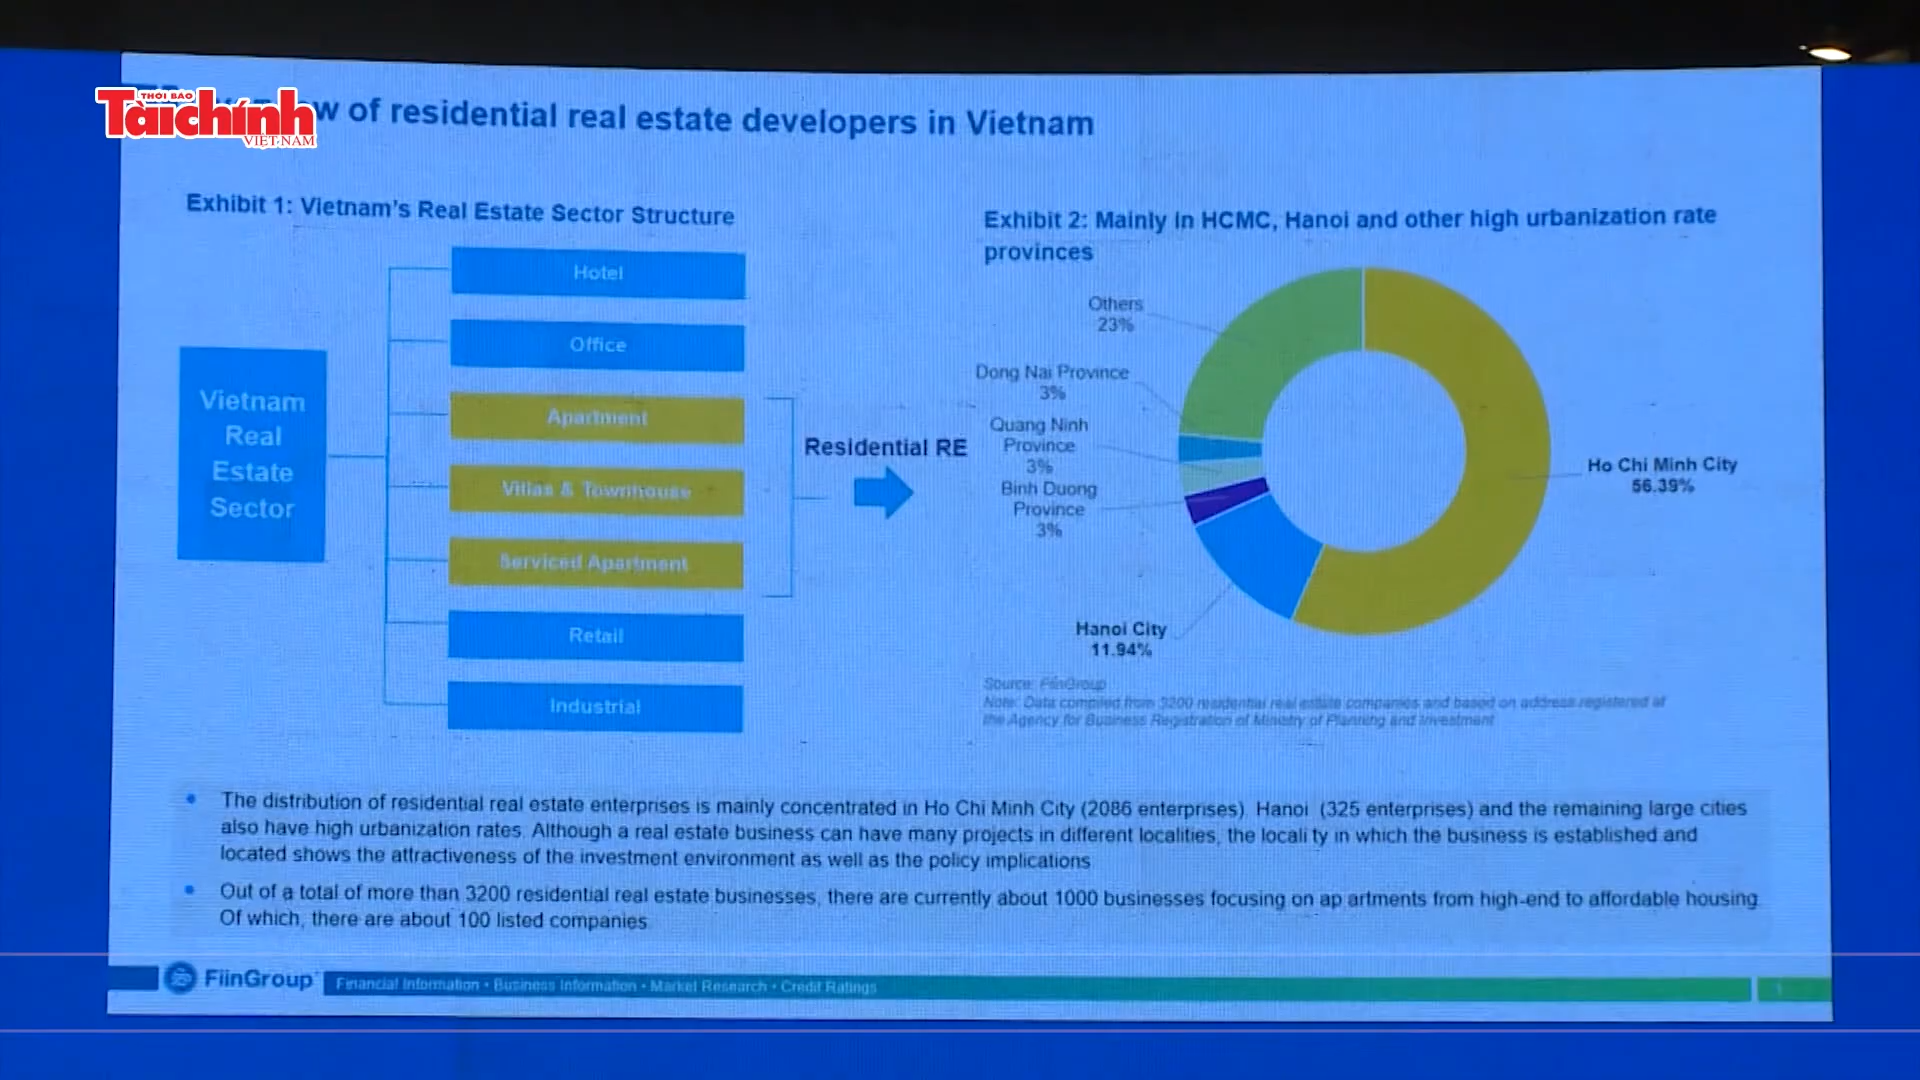 THỜI BÁO
Tàichính
VIỆT NAM
w of residential real estate developers in Vietnam
Exhibit 1: Vietnam's Real Estate Sector Structure
Hotel
Office
Apartment
Villas & Townhouse
Serviced Apartment
Retail
Industrial
Vietnam
Real
Estate
Sector
Residential RE
Exhibit 2: Mainly in HCMC, Hanoi and other high urbanization rate
provinces
Others
23%
Dong Nai Province
3%
Quang Ninh
Province
3%
Binh Duong
Province
3%
Ho Chi Minh City
56.39%
Hanoi City
11.94%
Source: FiinGroup
Note: Data compiled from 3200 residential real estate companies and based on address registered at
the Agency for Business Registration of Ministry of Planning and Investment
• The distribution of residential real estate enterprises is mainly concentrated in Ho Chi Minh City (2086 enterprises), Hanoi (325 enterprises) and the remaining large cities
also have high urbanization rates. Although a real estate business can have many projects in different localities, the locali ty in which the business is established and
located shows the attractiveness of the investment environment as well as the policy implications
• Out of a total of more than 3200 residential real estate businesses, there are currently about 1000 businesses focusing on ap artments from high-end to affordable housing.
Of which, there are about 100 listed companies.
FiinGroup
Financial Information • Business Information • Market Research • Credit Ratings